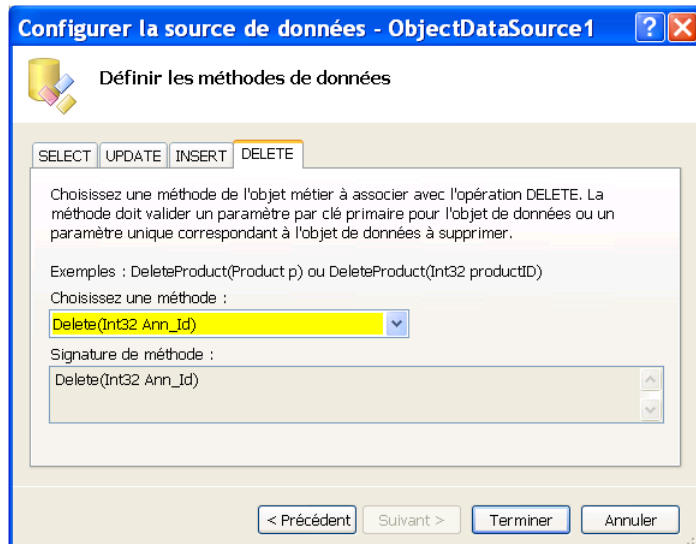 Configurer la source de données - ObjectDataSource1
Définir les méthodes de données
SELECT UPDATE INSERT DELETE
Choisissez une méthode de l'objet métier à associer avec l'opération DELETE. La
méthode doit valider un paramètre par clé primaire pour l'objet de données ou un
paramètre unique correspondant à l'objet de données à supprimer.
Exemples : DeleteProduct(Product p) ou DeleteProduct(Int32 productID)
Choisissez une méthode :
Delete(Int32 Ann_Id)
Signature de méthode :
Delete(Int32 Ann_Id)
< Précédent Suivant > Terminer Annuler